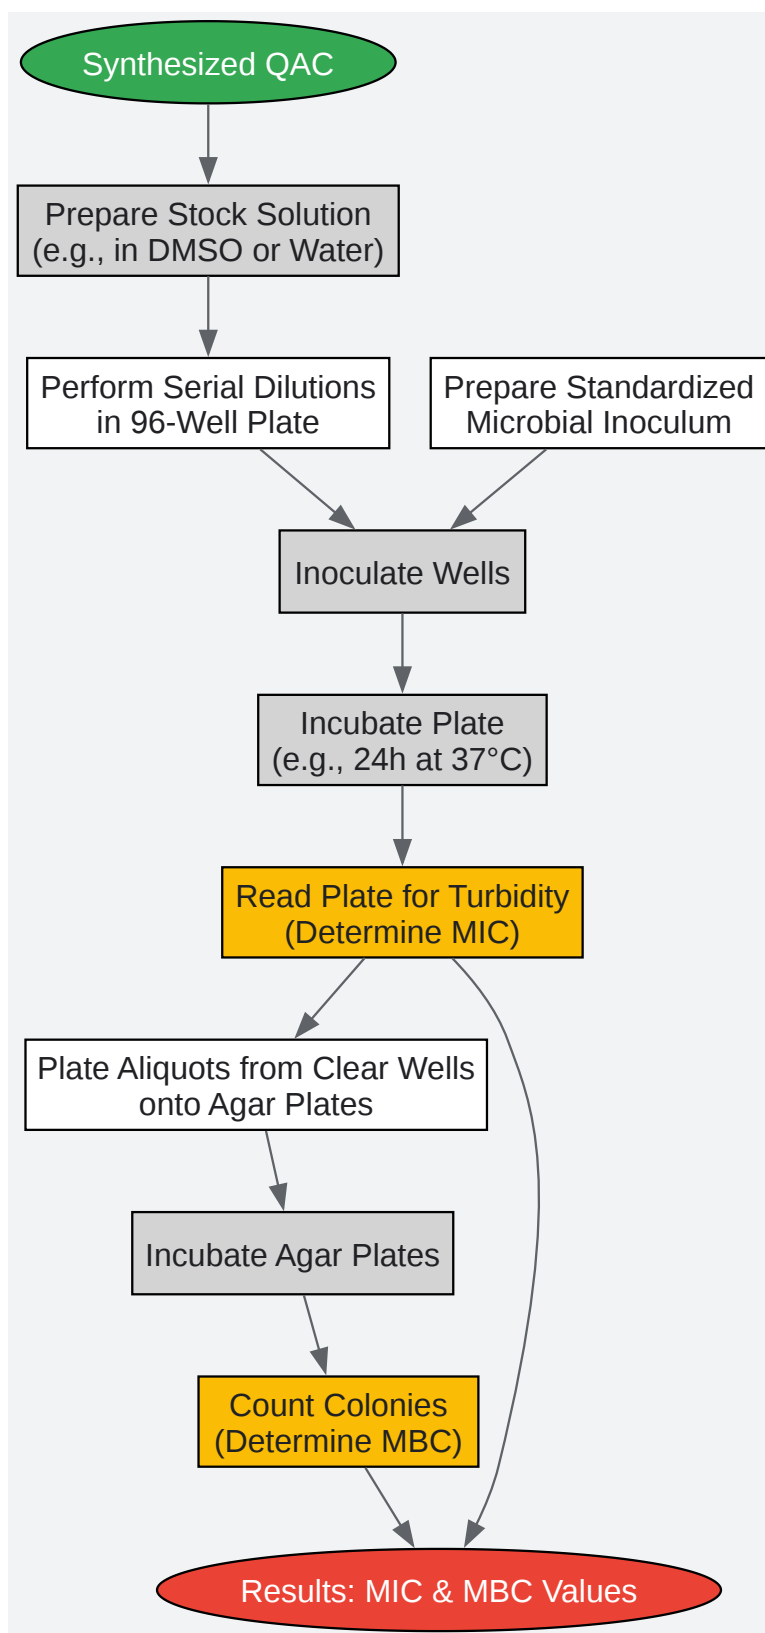 Synthesized QAC
Prepare Stock Solution
(e.g., in DMSO or Water)
Perform Serial Dilutions
in 96-Well Plate
Prepare Standardized
Microbial Inoculum
Inoculate Wells
Incubate Plate
(e.g., 24h at 37°C)
Read Plate for Turbidity
(Determine MIC)
Plate Aliquots from Clear Wells
onto Agar Plates
Incubate Agar Plates
Count Colonies
(Determine MBC)
Results: MIC & MBC Values